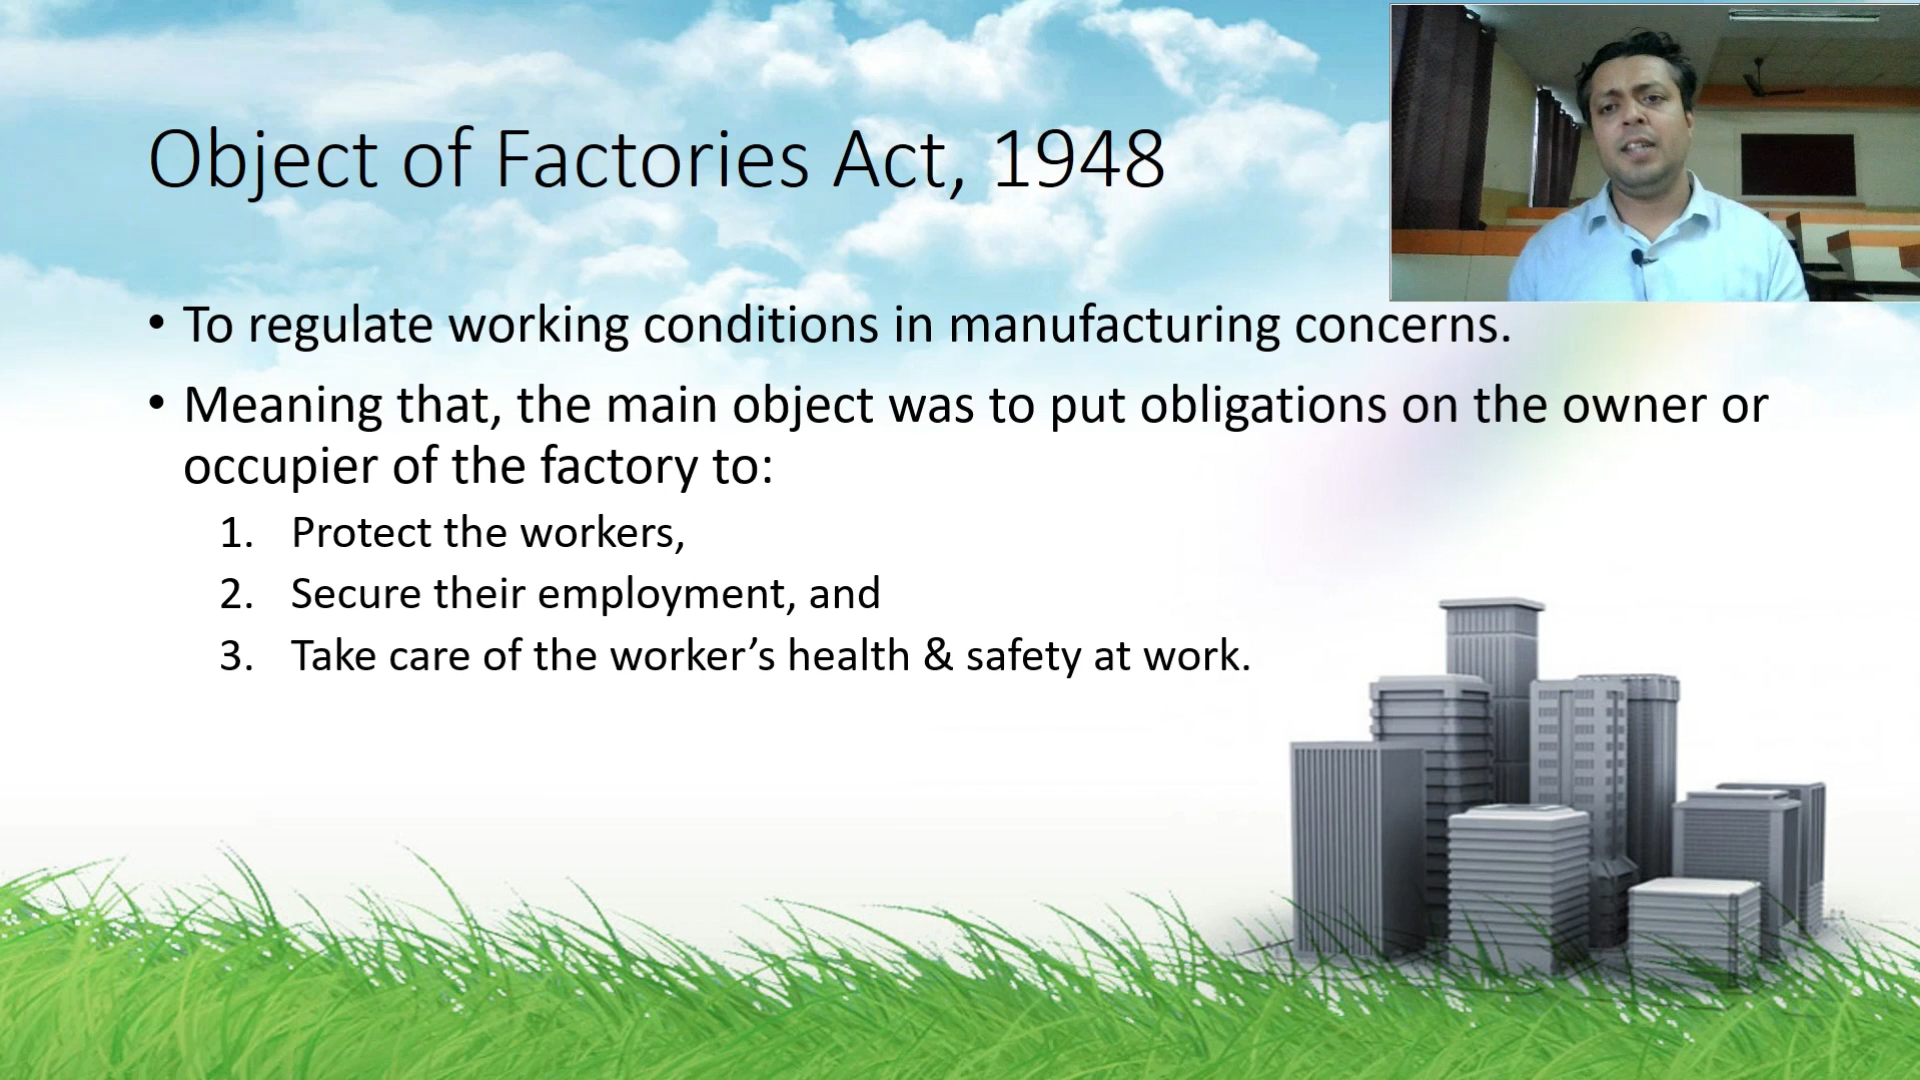 Object of Factories Act, 1948
• To regulate working conditions in manufacturing concerns.
• Meaning that, the main object was to put obligations on the owner or
occupier of the factory to:
1. Protect the workers,
2. Secure their employment, and
3. Take care of the worker’s health & safety at work.